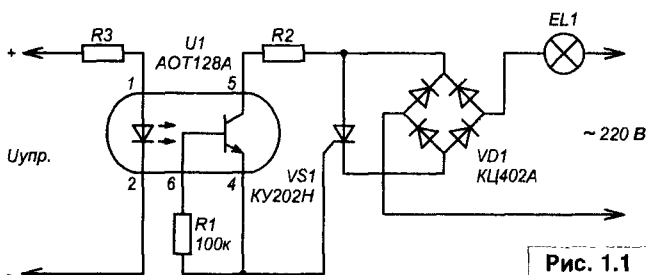 R3
U1
АОТ128А
R2
EL1
+
1
5
Uупр.
~ 220 В
VD1
КЦ402А
VS1
КУ202Н
2
6
4
R1
100к
-
Рис. 1.1